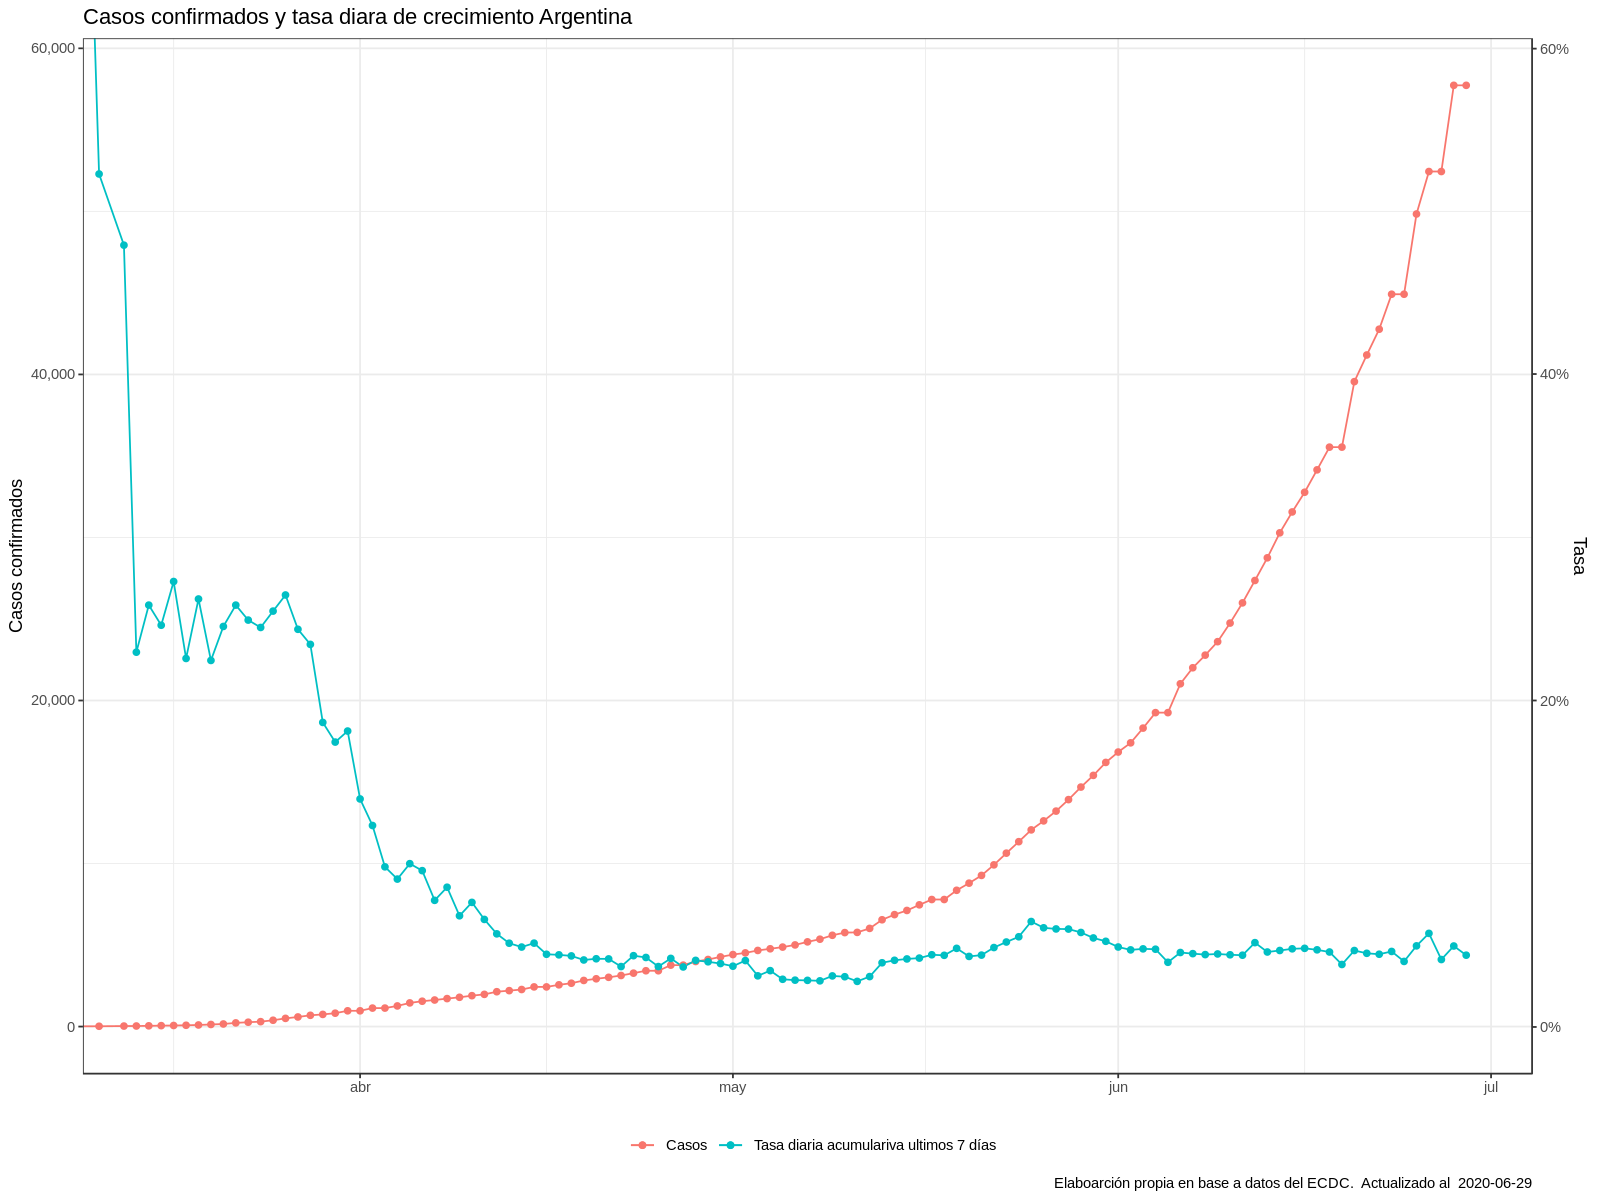 Casos confirmados y tasa diara de crecimiento Argentina
60,000
40,000
20,000
0
Casos confirmados
60%
40%
20%
0%
Tasa
abr
may
jun
jul
Casos
Tasa diaria acumulariva ultimos 7 días
Elaboarción propia en base a datos del ECDC.  Actualizado al  2020-06-29